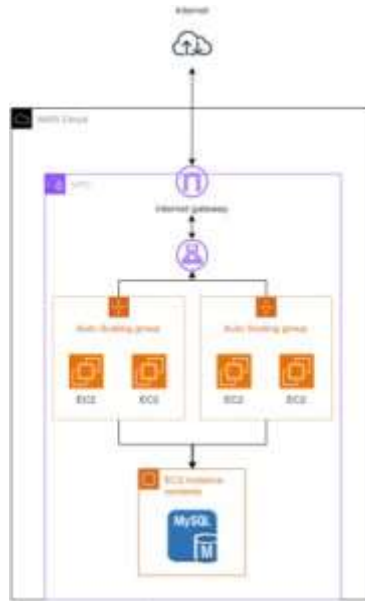 Internet
AWS Cloud
VPC
Internet gateway
Auto Scaling group
Auto Scaling group
EC2
EC2
EC2
EC2
EC2 instance
contents
MySQL
M